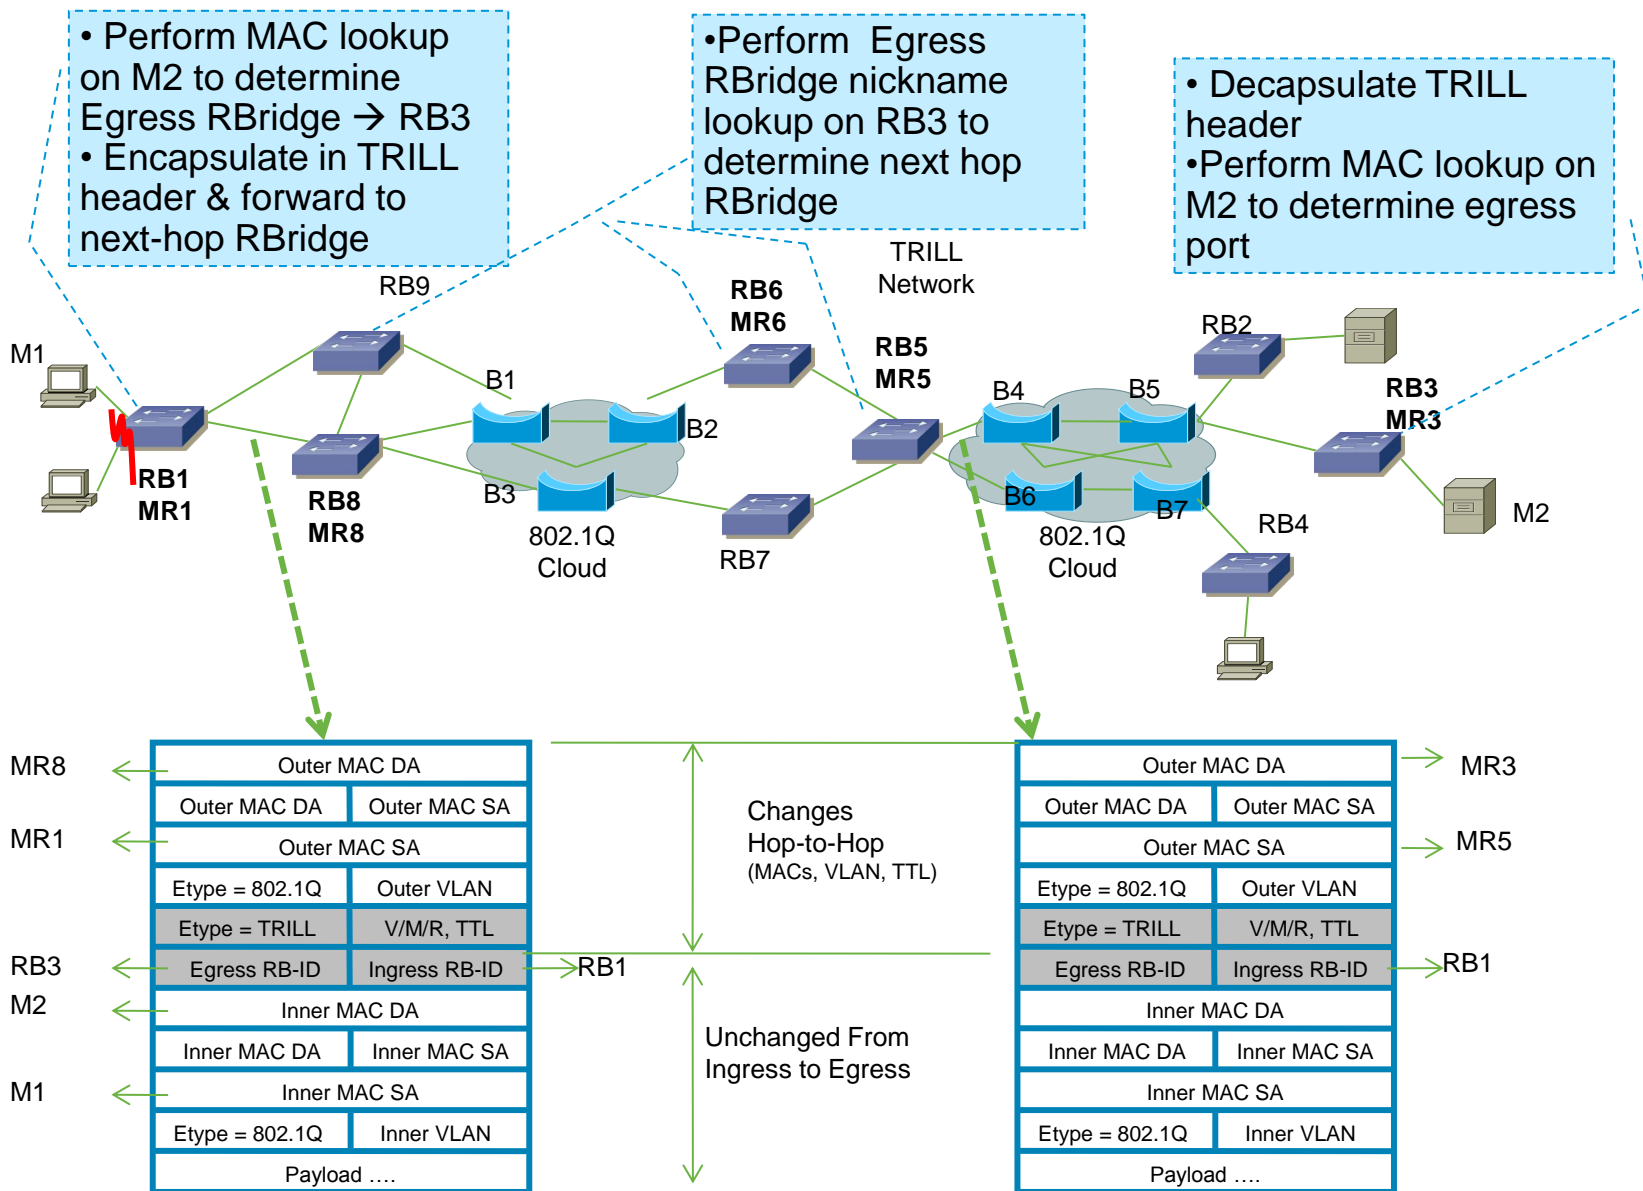 • Perform MAC lookup
on M2 to determine
Egress RBridge → RB3
• Encapsulate in TRILL
header & forward to
next-hop RBridge
•Perform Egress
RBridge nickname
lookup on RB3 to
determine next hop
RBridge
• Decapsulate TRILL
header
•Perform MAC lookup on
M2 to determine egress
port
TRILL
Network
RB9
RB6
MR6
RB5
MR5
RB2
RB3
MR3
M1
B1
B2
B3
B4
B5
B6
B7
RB1
MR1
RB8
MR8
802.1Q
Cloud
RB7
802.1Q
Cloud
RB4
M2
MR8
Outer MAC DA
Outer MAC DA
Outer MAC SA
MR1
Outer MAC SA
Etype = 802.1Q
Outer VLAN
Etype = TRILL
V/M/R, TTL
RB3
Egress RB-ID
Ingress RB-ID
RB1
M2
Inner MAC DA
Inner MAC DA
Inner MAC SA
M1
Inner MAC SA
Etype = 802.1Q
Inner VLAN
Payload ….
Changes
Hop-to-Hop
(MACs, VLAN, TTL)
Unchanged From
Ingress to Egress
Outer MAC DA
MR3
Outer MAC DA
Outer MAC SA
Outer MAC SA
MR5
Etype = 802.1Q
Outer VLAN
Etype = TRILL
V/M/R, TTL
Egress RB-ID
Ingress RB-ID
RB1
Inner MAC DA
Inner MAC DA
Inner MAC SA
Inner MAC SA
Etype = 802.1Q
Inner VLAN
Payload ….